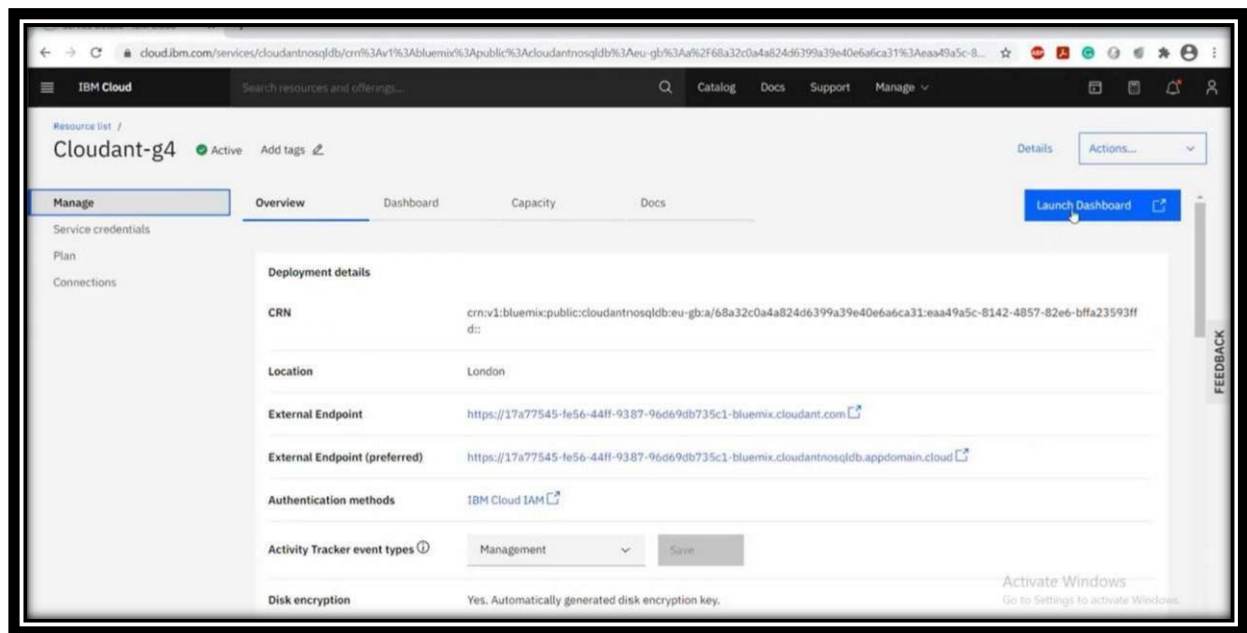 cloud.ibm.com/services/cloudantnosqldb/crn%3Av1%3Abluemix%3Apublic%3Acloudantnosqldb%3Aeu-gb%3Aa%2F68a32c0a4a824d6399a39e40e6a6ca31%3Aeaa49a5c-8...
IBM Cloud
Search resources and offerings...
Catalog Docs Support Manage
Resource list /
Cloudant-g4 Active Add tags
Details Actions...
Manage
Service credentials
Plan
Connections
Overview Dashboard Capacity Docs
Launch Dashboard
Deployment details
CRN crn:v1:bluemix:public:cloudantnosqldb:eu-gb:a/68a32c0a4a824d6399a39e40e6a6ca31:eaa49a5c-8142-4857-82e6-bffa23593ff
d::
Location London
External Endpoint https://17a77545-fe56-44ff-9387-96d69db735c1-bluemix.cloudant.com
External Endpoint (preferred) https://17a77545-fe56-44ff-9387-96d69db735c1-bluemix.cloudantnosqldb.appdomain.cloud
Authentication methods IBM Cloud IAM
Activity Tracker event types Management Save
Disk encryption Yes. Automatically generated disk encryption key.
FEEDBACK
Activate Windows
Go to Settings to activate Windows.